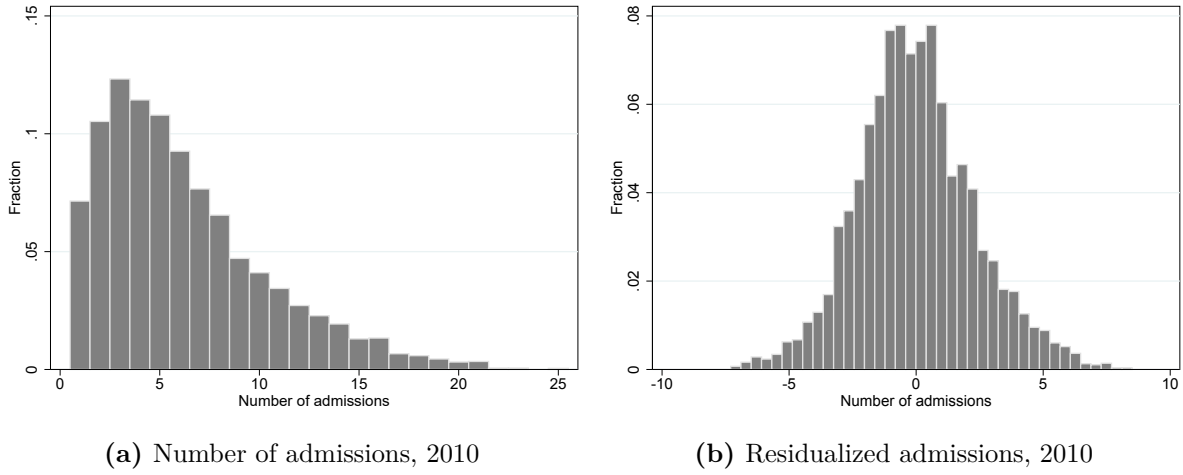 .15
.1
.05
0
Fraction
0 5 10 15 20 25
Number of admissions
(a) Number of admissions, 2010
.08
.06
.04
.02
0
Fraction
-10 -5 0 5 10
Number of admissions
(b) Residualized admissions, 2010